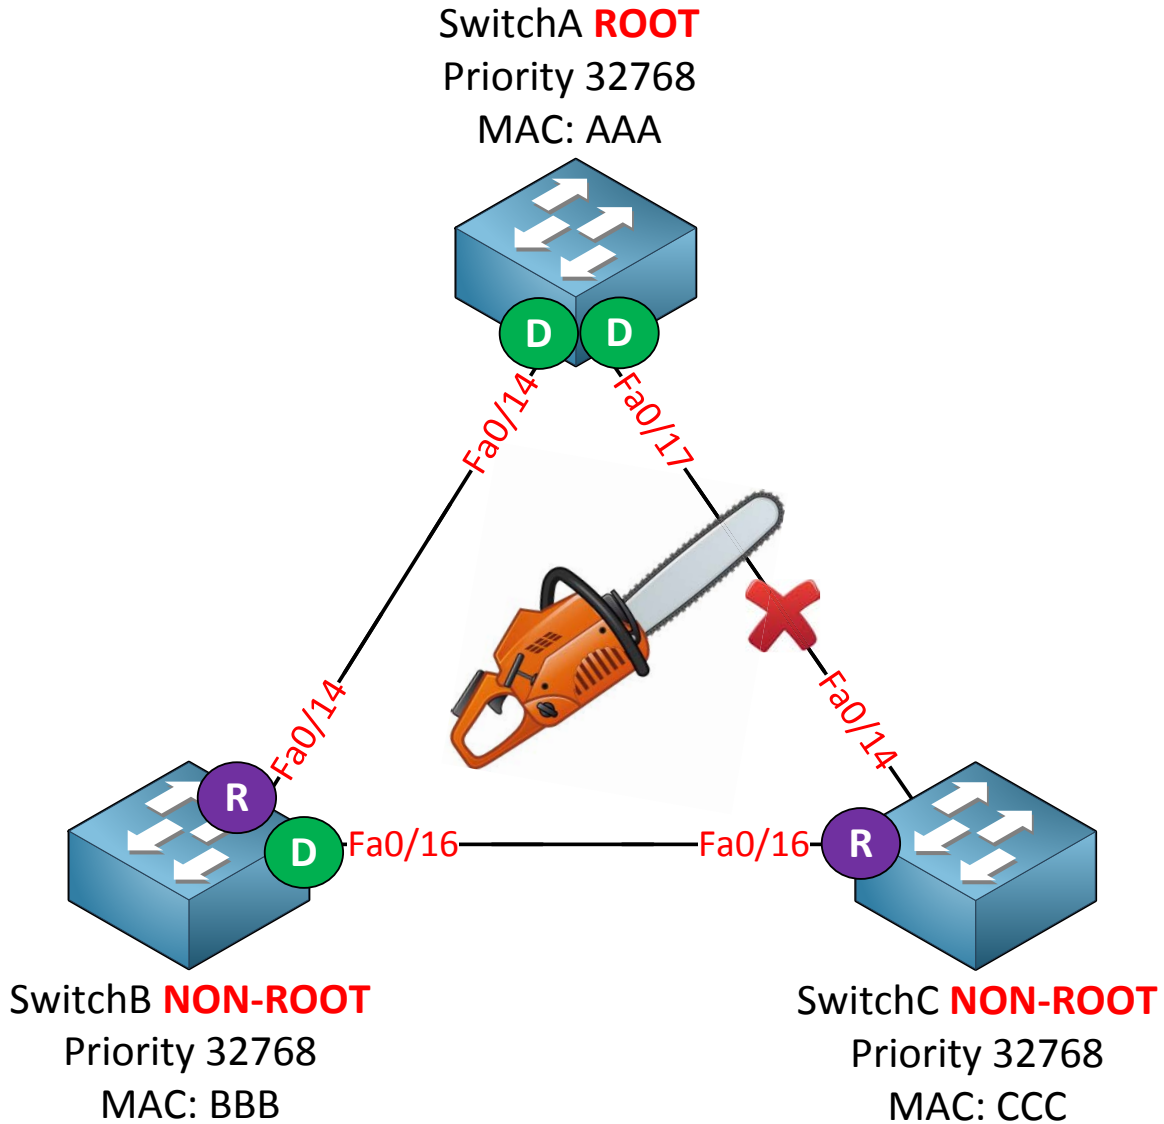 SwitchA ROOT
Priority 32768
MAC: AAA
D
D
Fa0/14
Fa0/17
Fa0/14
Fa0/14
R
D
Fa0/16
Fa0/16
R
SwitchB NON-ROOT
Priority 32768
MAC: BBB
SwitchC NON-ROOT
Priority 32768
MAC: CCC